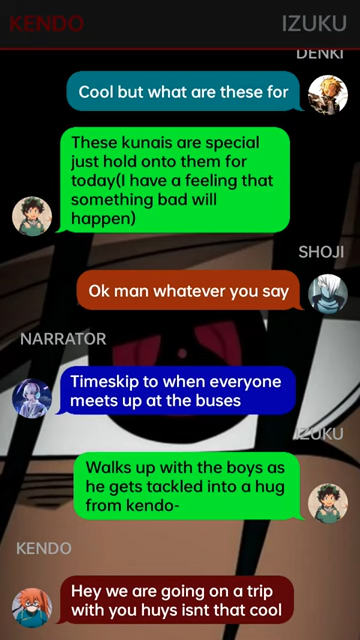 KENDO IZUKU
DENKI
Cool but what are these for
These kunais are special
just hold onto them for
today(I have a feeling that
something bad will
happen)
SHOJI
Ok man whatever you say
NARRATOR
Timeskip to when everyone
meets up at the buses
IZUKU
Walks up with the boys as
he gets tackled into a hug
from kendo-
KENDO
Hey we are going on a trip
with you huys isnt that cool